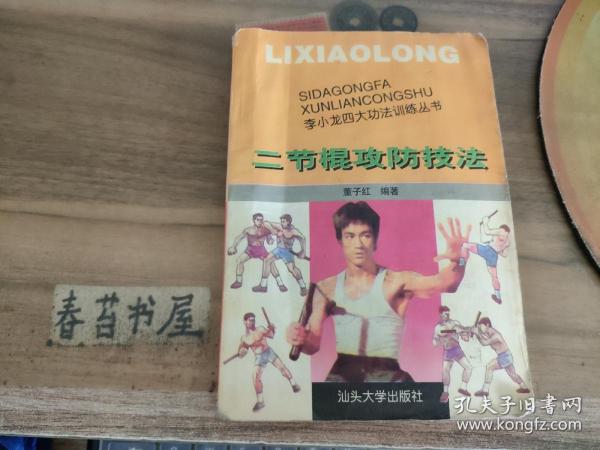 LIXIAOLONG
SIDAGONGFA
XUNLIANCONGSHU
李小龙四大功法训练丛书
二节棍攻防技法
董子红 编著
春苔书屋
汕头大学出版社
孔夫子旧书网
www.kongfz.com